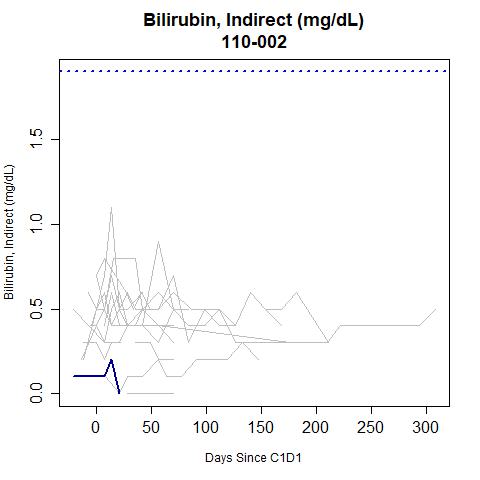 Bilirubin, Indirect (mg/dL)
110-002
Bilirubin, Indirect (mg/dL)
1.5
1.0
0.5
0.0
0 50 100 150 200 250 300
Days Since C1D1